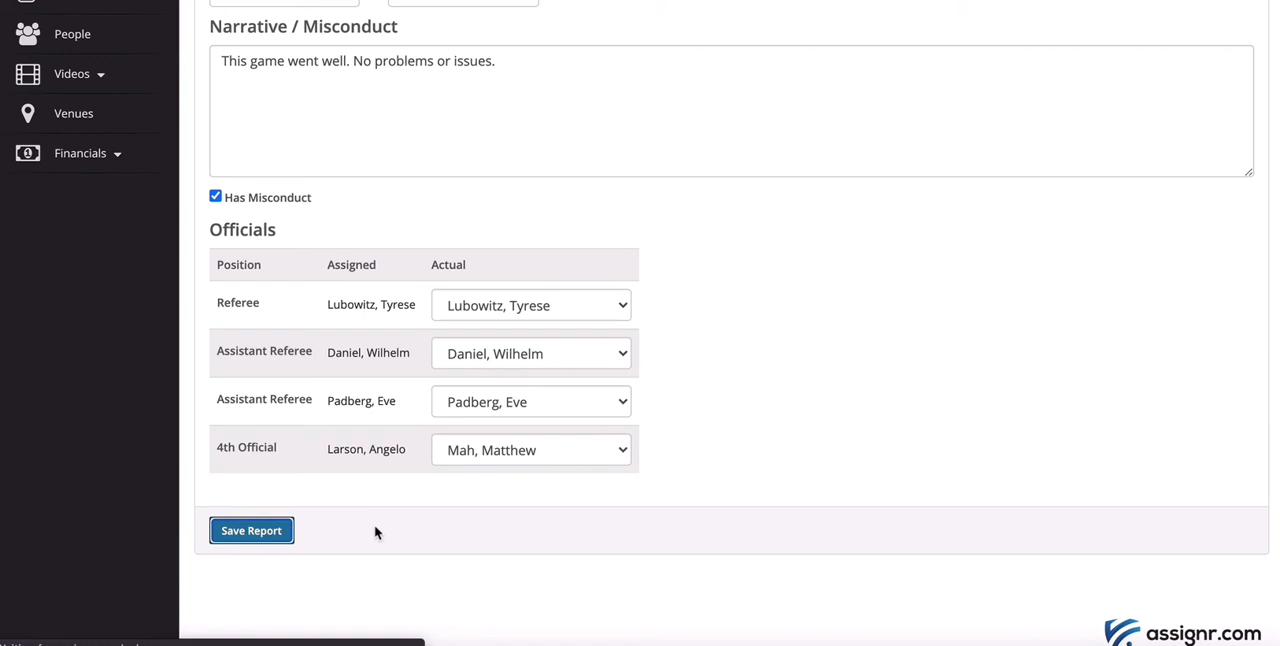 People
Narrative / Misconduct
This game went well. No problems or issues.
Videos
Venues
Financials
Has Misconduct
Officials
Position Assigned Actual
Referee Lubowitz, Tyrese Lubowitz, Tyrese
Assistant Referee Daniel, Wilhelm Daniel, Wilhelm
Assistant Referee Padberg, Eve Padberg, Eve
4th Official Larson, Angelo Mah, Matthew
Save Report
assignr.com